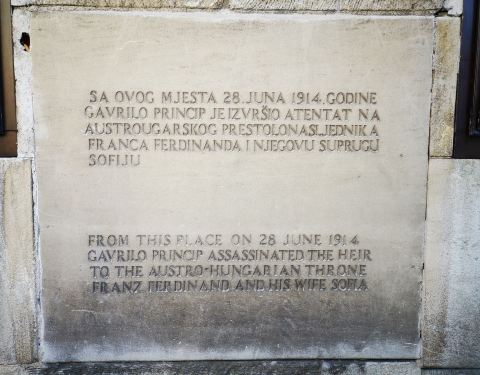 SA OVOG MJESTA 28. JUNA 1914. GODINE
GAVRILO PRINCIP JE IZVRŠIO ATENTAT NA
AUSTROUGARSKOG PRESTOLONASLJEDNIKA
FRANCA FERDINANDA I NJEGOVU SUPRUGU
SOFIJU
FROM THIS PLACE ON 28 JUNE 1914
GAVRILO PRINCIP ASSASSINATED THE HEIR
TO THE AUSTRO-HUNGARIAN THRONE
FRANZ FERDINAND AND HIS WIFE SOFIA